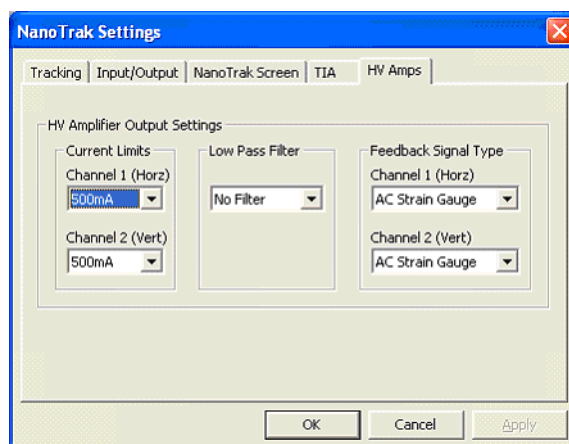 NanoTrak Settings
Tracking Input/Output NanoTrak Screen TIA HV Amps
HV Amplifier Output Settings
Current Limits
Channel 1 (Horz)
500mA
Channel 2 (Vert)
500mA
Low Pass Filter
No Filter
Feedback Signal Type
Channel 1 (Horz)
AC Strain Gauge
Channel 2 (Vert)
AC Strain Gauge
OK Cancel Apply